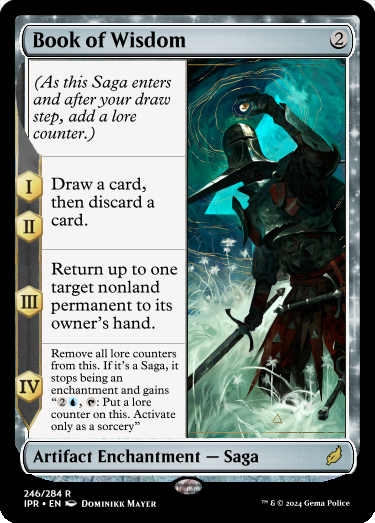 Book of Wisdom 2
(As this Saga enters
and after your draw
step, add a lore
counter.)
I
II
Draw a card,
then discard a
card.
III
Return up to one
target nonland
permanent to its
owner's hand.
IV
Remove all lore counters
from this. If it's a Saga, it
stops being an
enchantment and gains
“2, : Put a lore
counter on this. Activate
only as a sorcery”
Artifact Enchantment — Saga
246/284 R
IPR • EN Dominikk Mayer
™ & © 2024 Gema Police